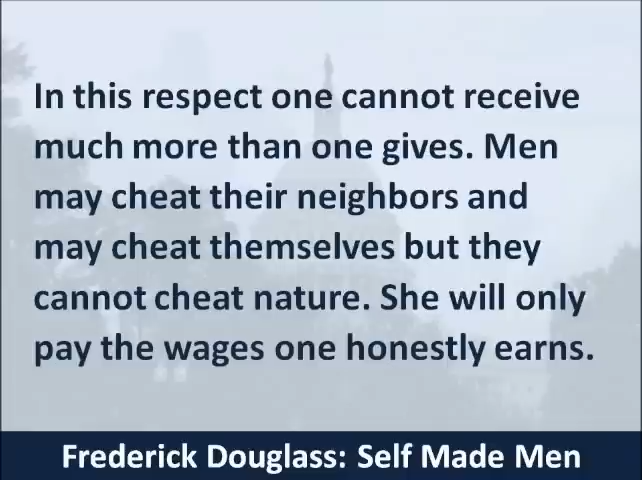 In this respect one cannot receive
much more than one gives. Men
may cheat their neighbors and
may cheat themselves but they
cannot cheat nature. She will only
pay the wages one honestly earns.
Frederick Douglass: Self Made Men